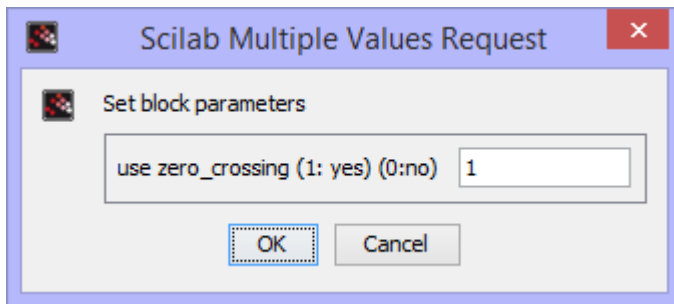 Scilab Multiple Values Request
×
Set block parameters
use zero_crossing (1: yes) (0:no) 1
OK Cancel